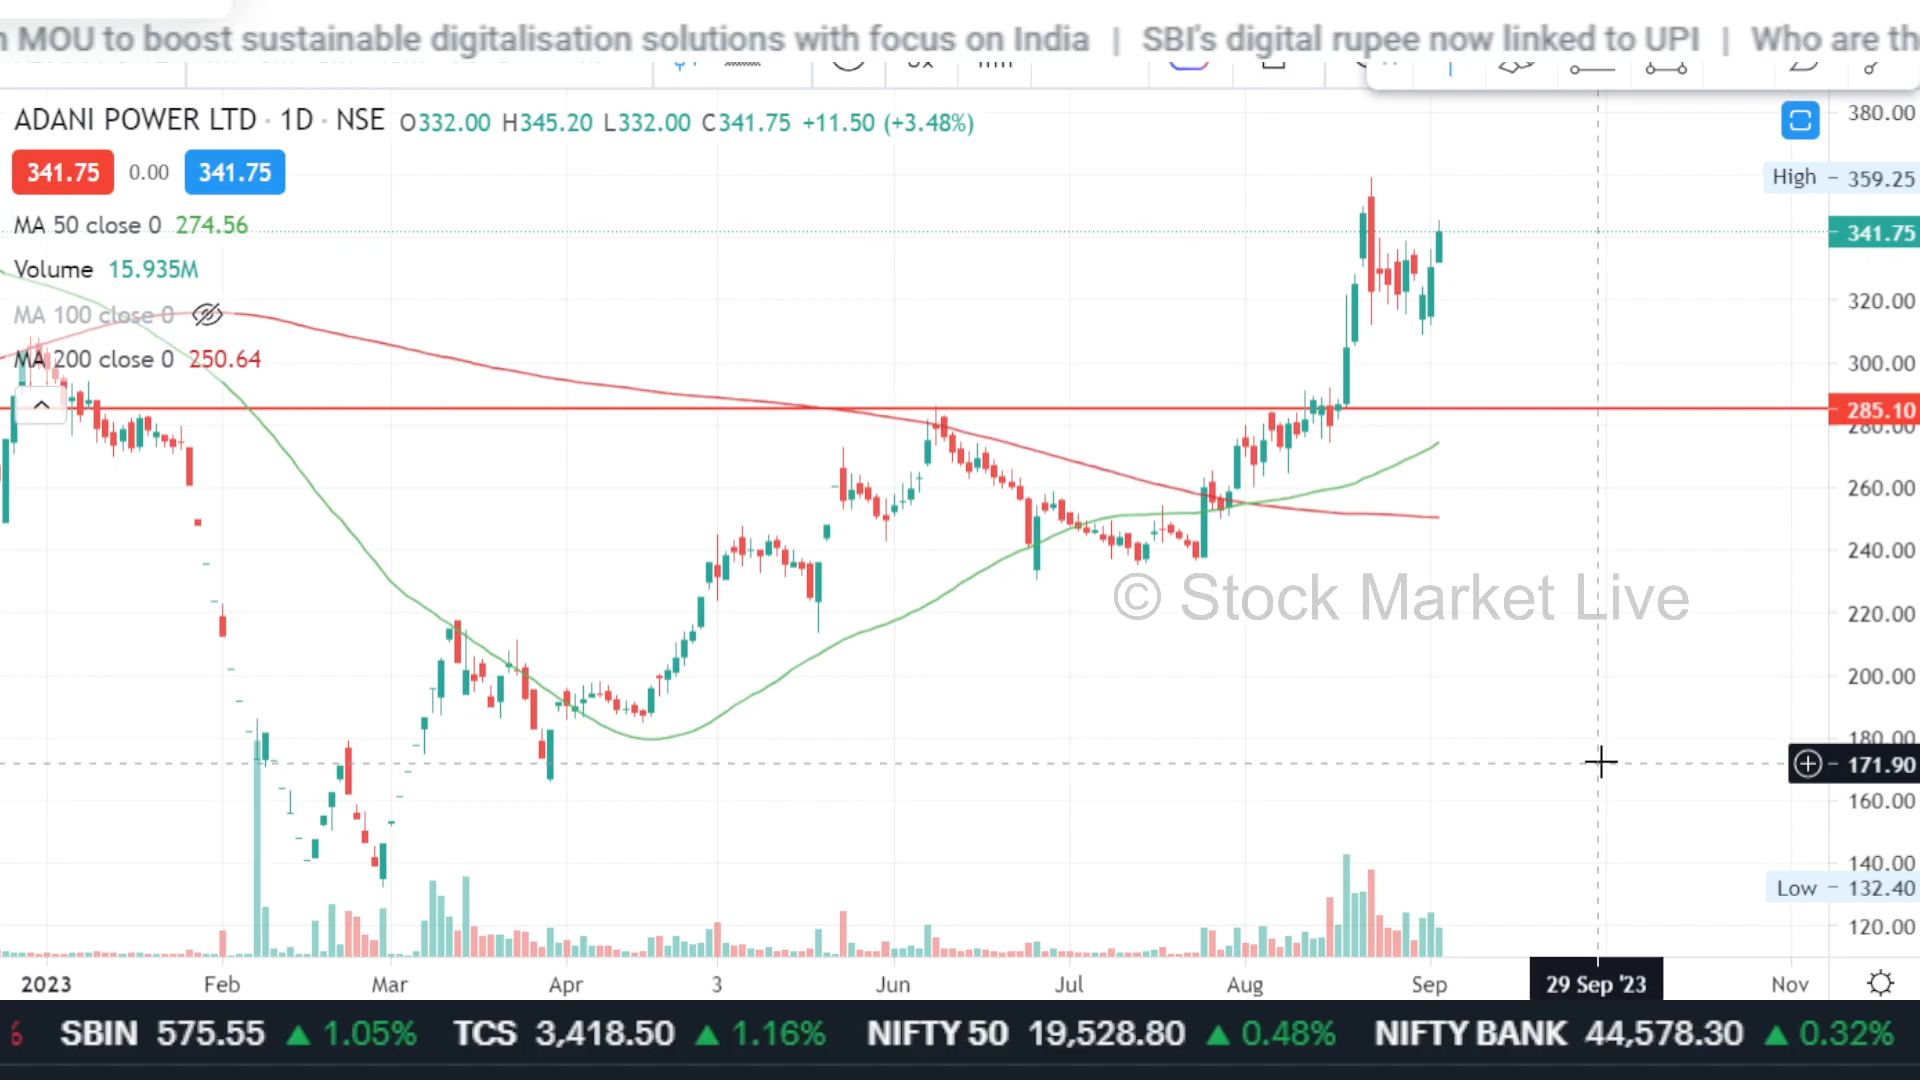 MOU to boost sustainable digitalisation solutions with focus on India | SBI's digital rupee now linked to UPI | Who are th
ADANI POWER LTD · 1D · NSE O332.00 H345.20 L332.00 C341.75 +11.50 (+3.48%)
341.75 0.00 341.75
MA 50 close 0 274.56
Volume 15.935M
MA 100 close 0
MA 200 close 0 250.64
380.00
High 359.25
341.75
320.00
300.00
285.10
280.00
260.00
240.00
220.00
200.00
180.00
171.90
160.00
140.00
Low 132.40
120.00
© Stock Market Live
2023 Feb Mar Apr 3 Jun Jul Aug Sep 29 Sep '23 Nov
6 SBIN 575.55 ▲ 1.05% TCS 3,418.50 ▲ 1.16% NIFTY 50 19,528.80 ▲ 0.48% NIFTY BANK 44,578.30 ▲ 0.32%